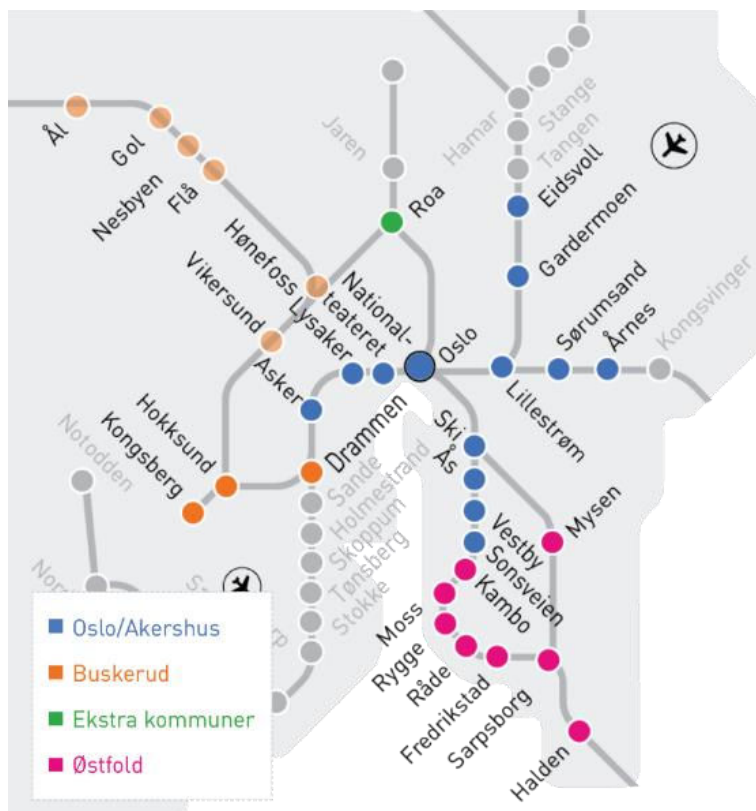 Ål
Gol
Nesbyen
Flå
Jaren
Roa
Hamar
Stange
Tangen
Eidsvoll
Gardermoen
Hønefoss
Vikersund
National-
teateret
Lysaker
Asker
Oslo
Lillestrøm
Sørumsand
Årnes
Kongsvinger
Hokksund
Kongsberg
Drammen
Notodden
Sande
Holmestrand
Skoppum
Tønsberg
Stokke
Ski
Ås
Vestby
Sonsveien
Kambo
Mysen
Moss
Rygge
Råde
Fredrikstad
Sarpsborg
Halden
Oslo/Akershus
Buskerud
Ekstra kommuner
Østfold